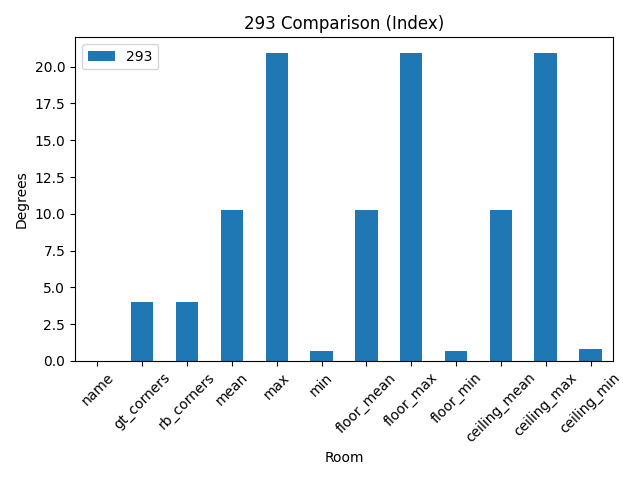 293 Comparison (Index)
293
Degrees
20.0
17.5
15.0
12.5
10.0
7.5
5.0
2.5
0.0
name
gt_corners
rb_corners
mean
max
min
floor_mean
floor_max
floor_min
ceiling_mean
ceiling_max
ceiling_min
Room